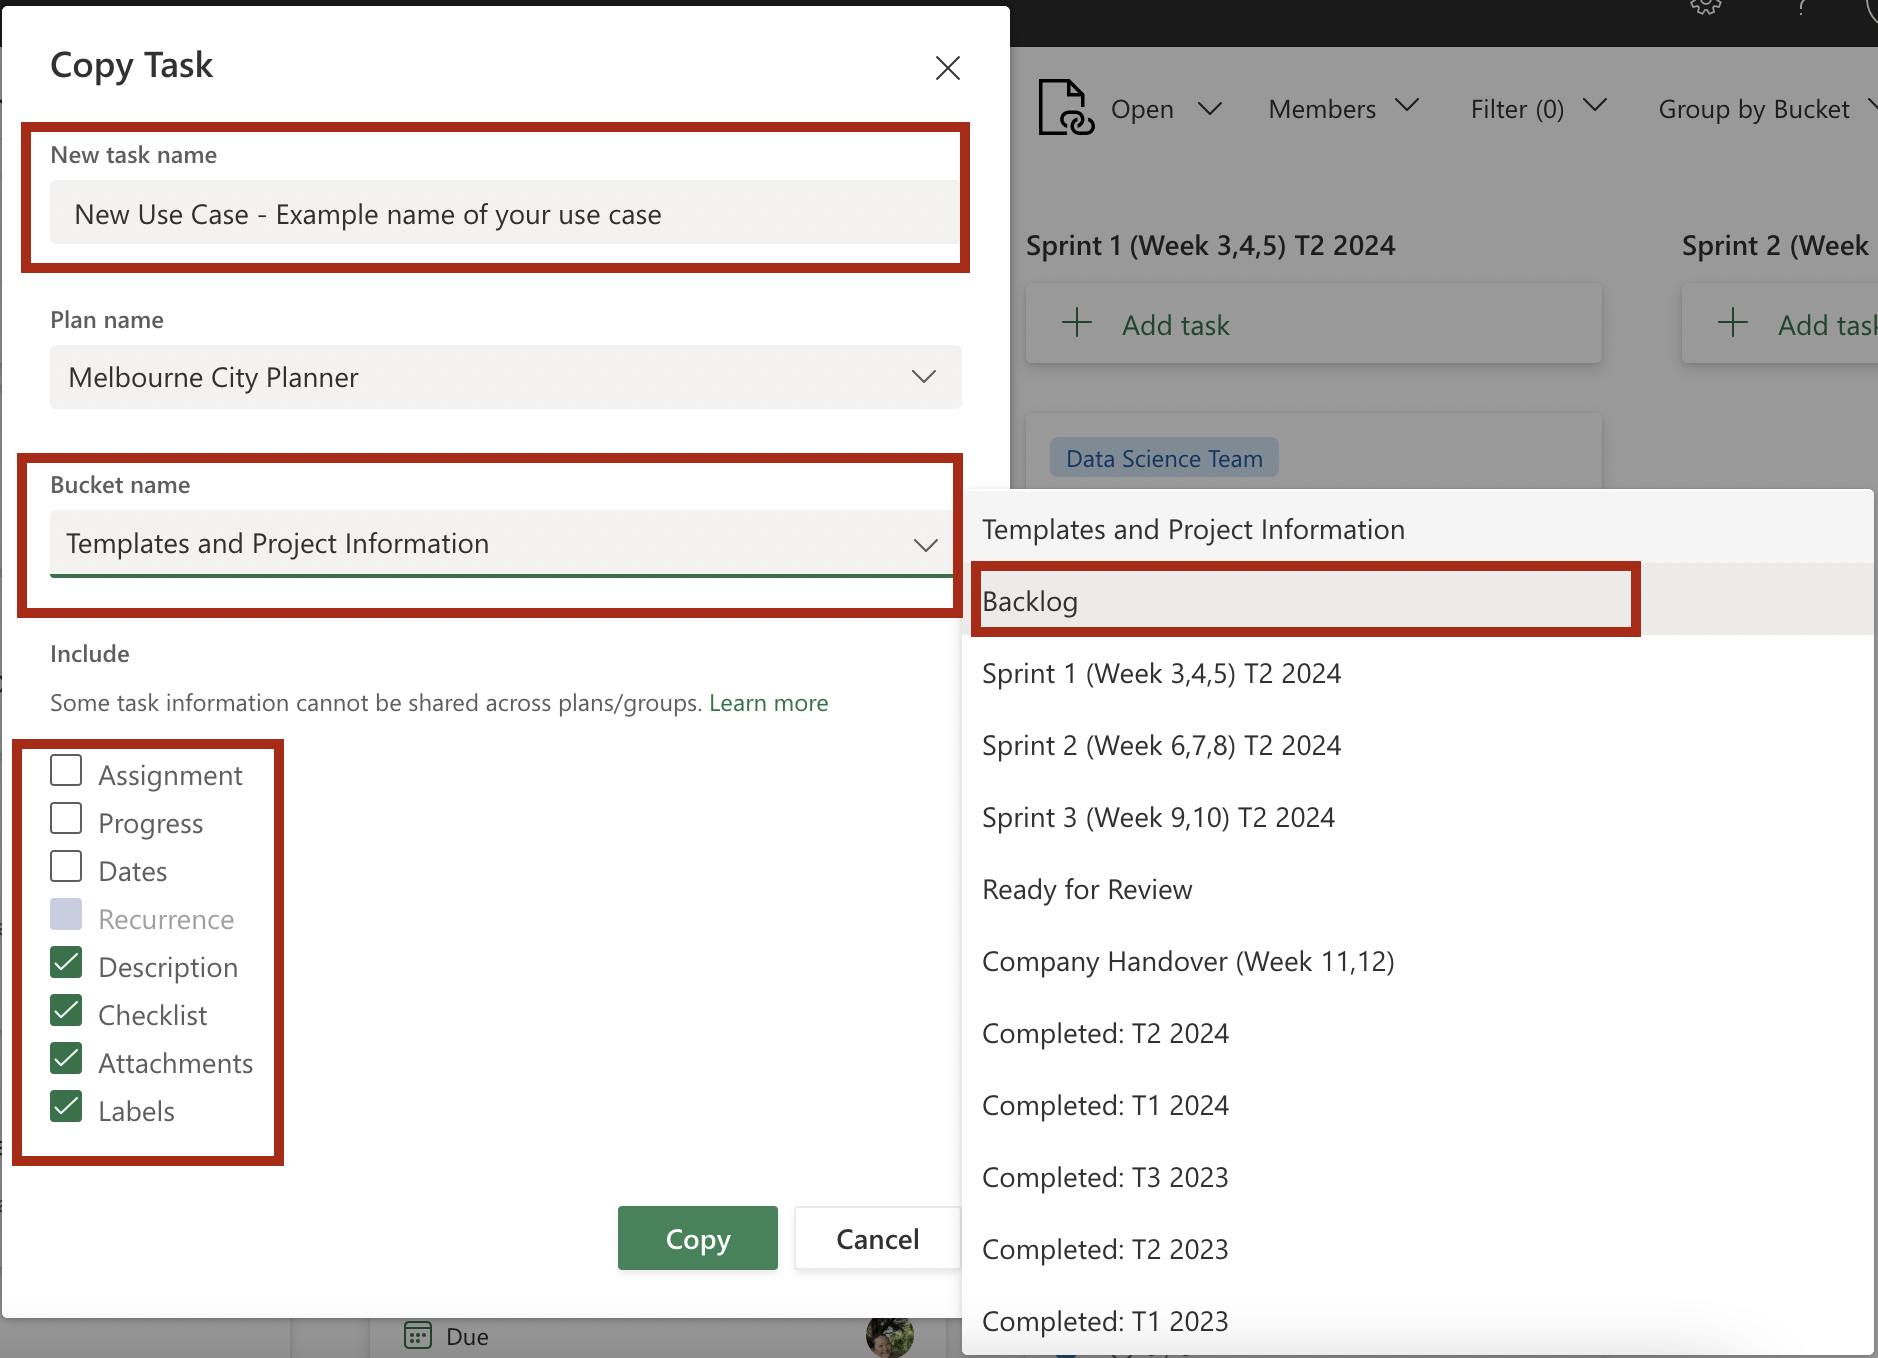 Copy Task
New task name
New Use Case - Example name of your use case
Plan name
Melbourne City Planner
Bucket name
Templates and Project Information
Include
Some task information cannot be shared across plans/groups. Learn more
Assignment
Progress
Dates
Recurrence
Description
Checklist
Attachments
Labels
Copy Cancel
Due
Open Members Filter (0) Group by Bucket
Sprint 1 (Week 3,4,5) T2 2024 Sprint 2 (Week
Add task Add task
Data Science Team
Templates and Project Information
Backlog
Sprint 1 (Week 3,4,5) T2 2024
Sprint 2 (Week 6,7,8) T2 2024
Sprint 3 (Week 9,10) T2 2024
Ready for Review
Company Handover (Week 11,12)
Completed: T2 2024
Completed: T1 2024
Completed: T3 2023
Completed: T2 2023
Completed: T1 2023